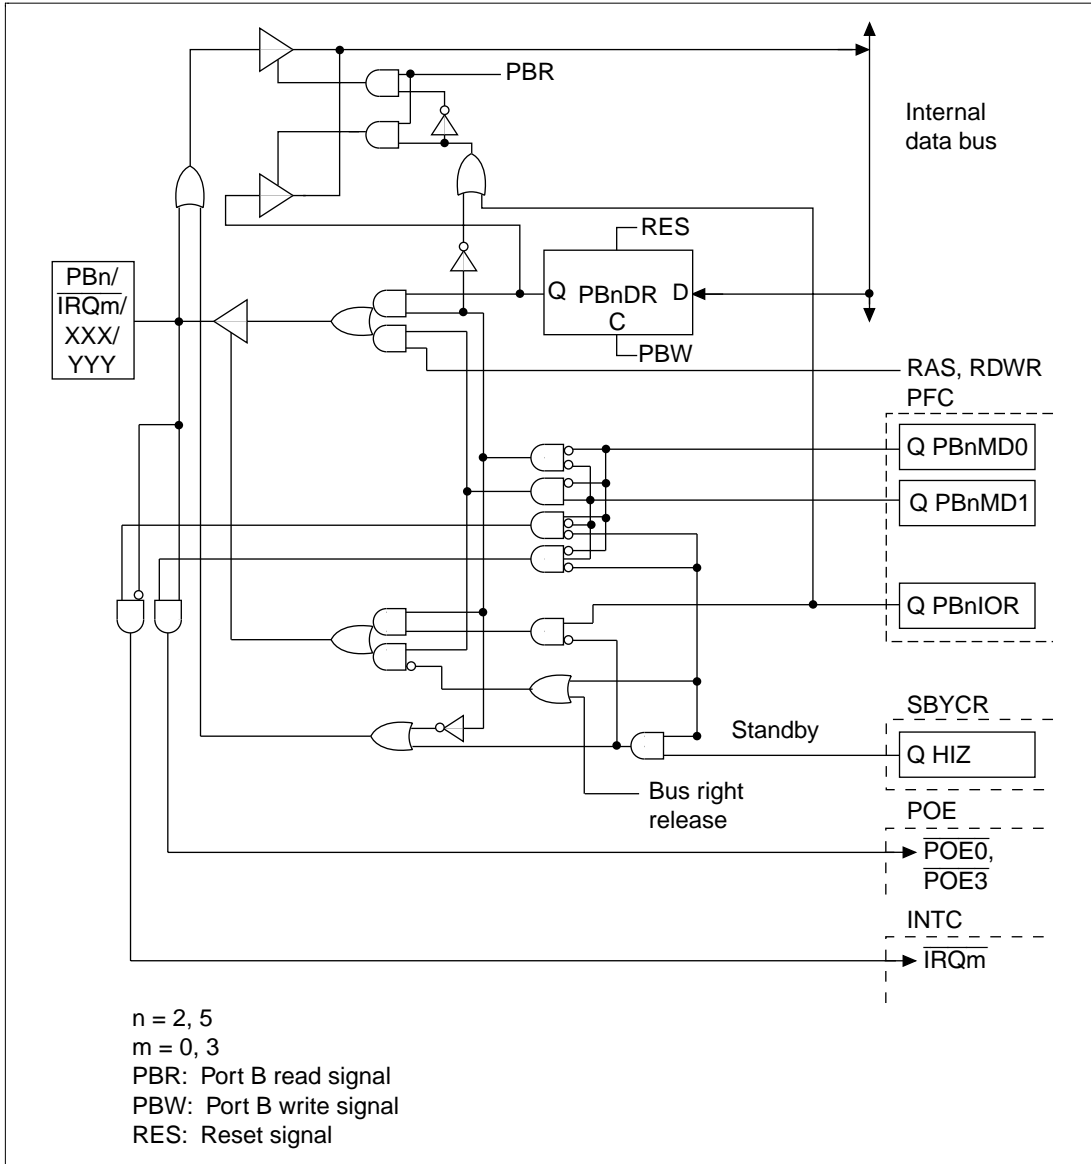 PBR
Internal
data bus
RES
PBn/
IRQm/
XXX/
YYY
Q PBnDR D
C
PBW
RAS, RDWR
PFC
Q PBnMD0
Q PBnMD1
Q PBnIOR
SBYCR
Standby
Q HIZ
Bus right
release
POE
POE0,
POE3
INTC
IRQm
n = 2, 5
m = 0, 3
PBR: Port B read signal
PBW: Port B write signal
RES: Reset signal